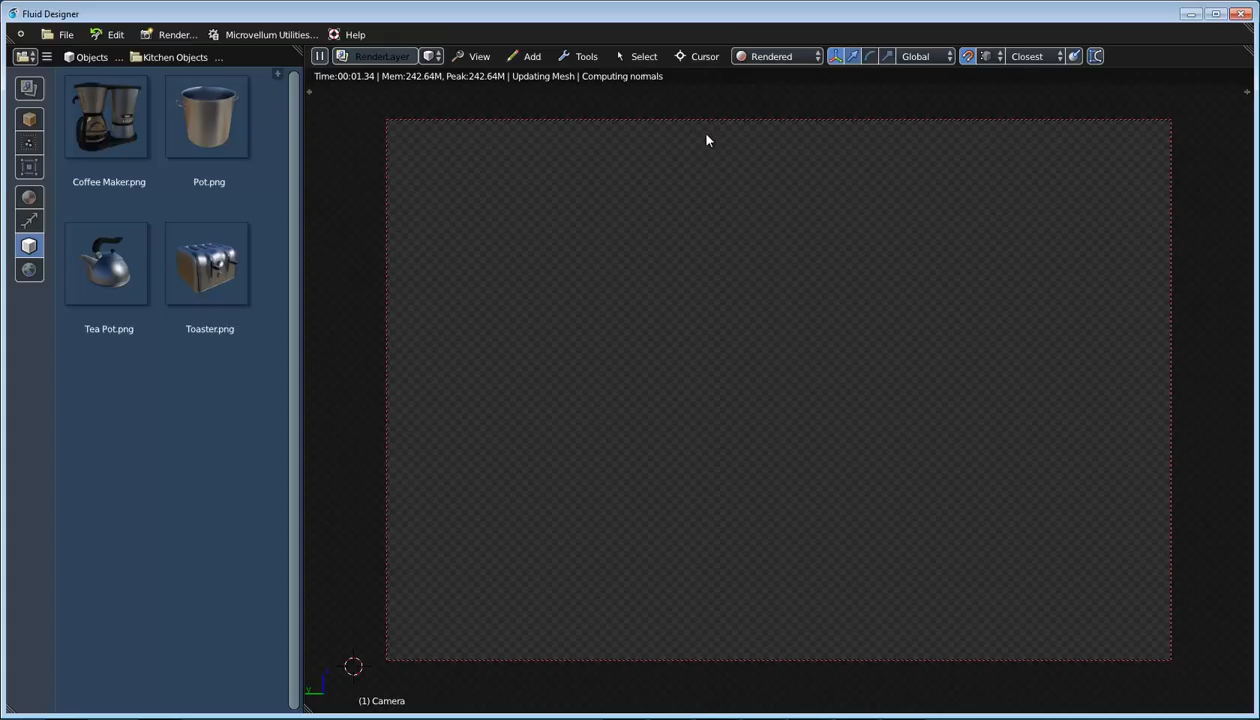 Fluid Designer
File Edit Render... Microvellum Utilities... Help
Objects ... Kitchen Objects ... RenderLayer View Add Tools Select Cursor Rendered Global Closest
Time:00:01.34 | Mem:242.64M, Peak:242.64M | Updating Mesh | Computing normals
Coffee Maker.png Pot.png
Tea Pot.png Toaster.png
y
(1) Camera